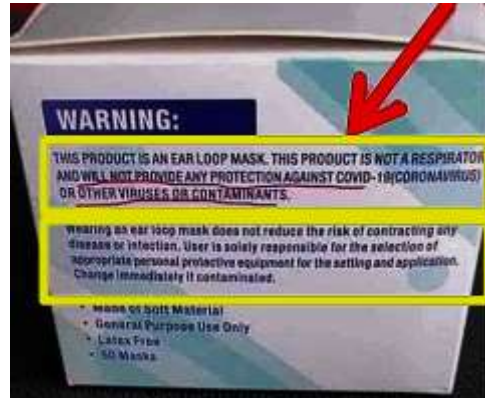 WARNING:
THIS PRODUCT IS AN EAR LOOP MASK. THIS PRODUCT IS NOT A RESPIRATOR
AND WILL NOT PROVIDE ANY PROTECTION AGAINST COVID-19(CORONAVIRUS)
OR OTHER VIRUSES OR CONTAMINANTS.
Wearing an ear loop mask does not reduce the risk of contracting any
disease or infection. User is solely responsible for the selection of
appropriate personal protective equipment for the setting and application.
Change immediately if contaminated.
• Made of Soft Material
• General Purpose Use Only
• Latex Free
• 50 Masks